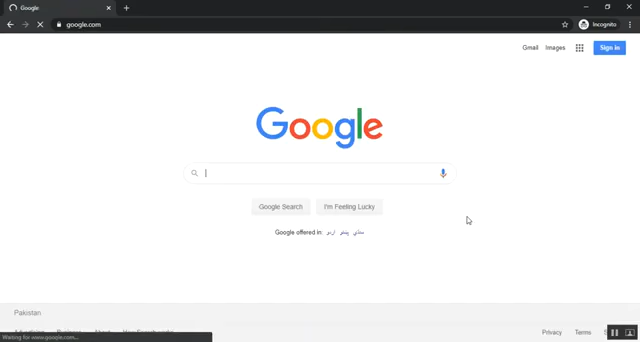 Google
google.com
Incognito
Gmail Images Sign in
Google
Google Search I'm Feeling Lucky
Google offered in: اردو پښتو سنڌي
Pakistan
Privacy Terms
Waiting for www.google.com...